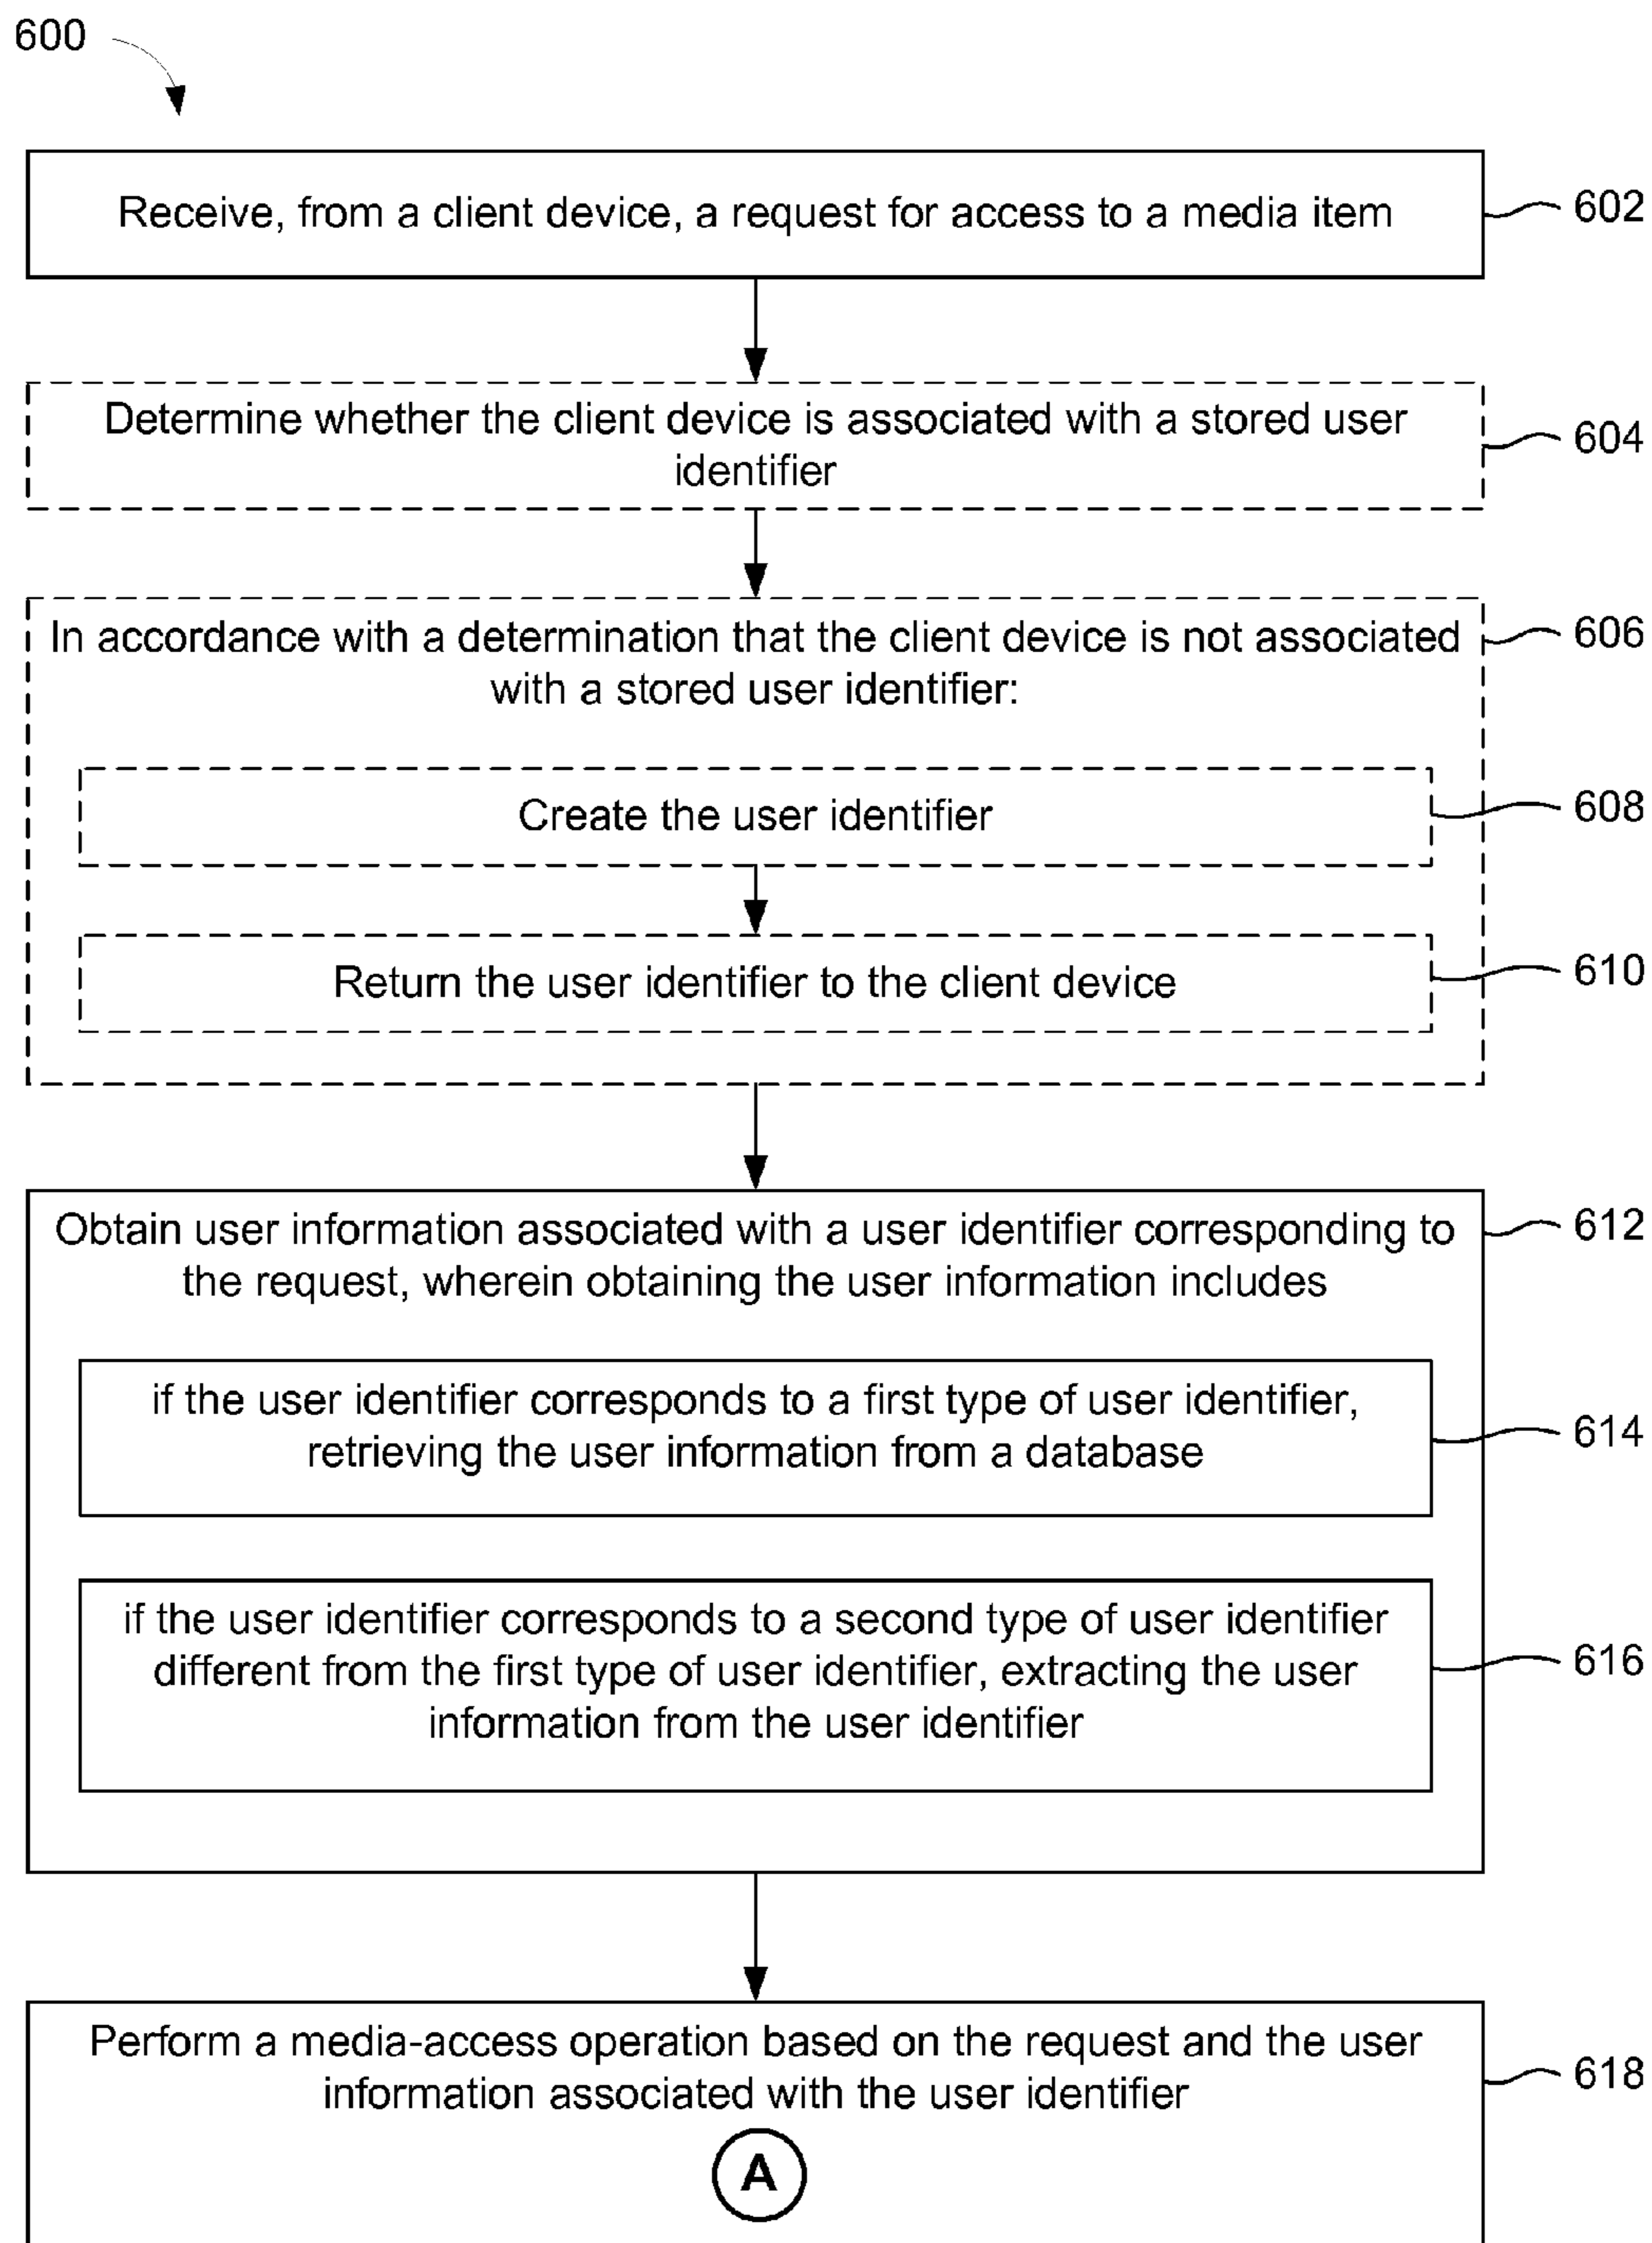 600
Receive, from a client device, a request for access to a media item
602
Determine whether the client device is associated with a stored user
identifier
604
In accordance with a determination that the client device is not associated
with a stored user identifier:
606
Create the user identifier
608
Return the user identifier to the client device
610
Obtain user information associated with a user identifier corresponding to
the request, wherein obtaining the user information includes
612
if the user identifier corresponds to a first type of user identifier,
retrieving the user information from a database
614
if the user identifier corresponds to a second type of user identifier
different from the first type of user identifier, extracting the user
information from the user identifier
616
Perform a media-access operation based on the request and the user
information associated with the user identifier
618
A